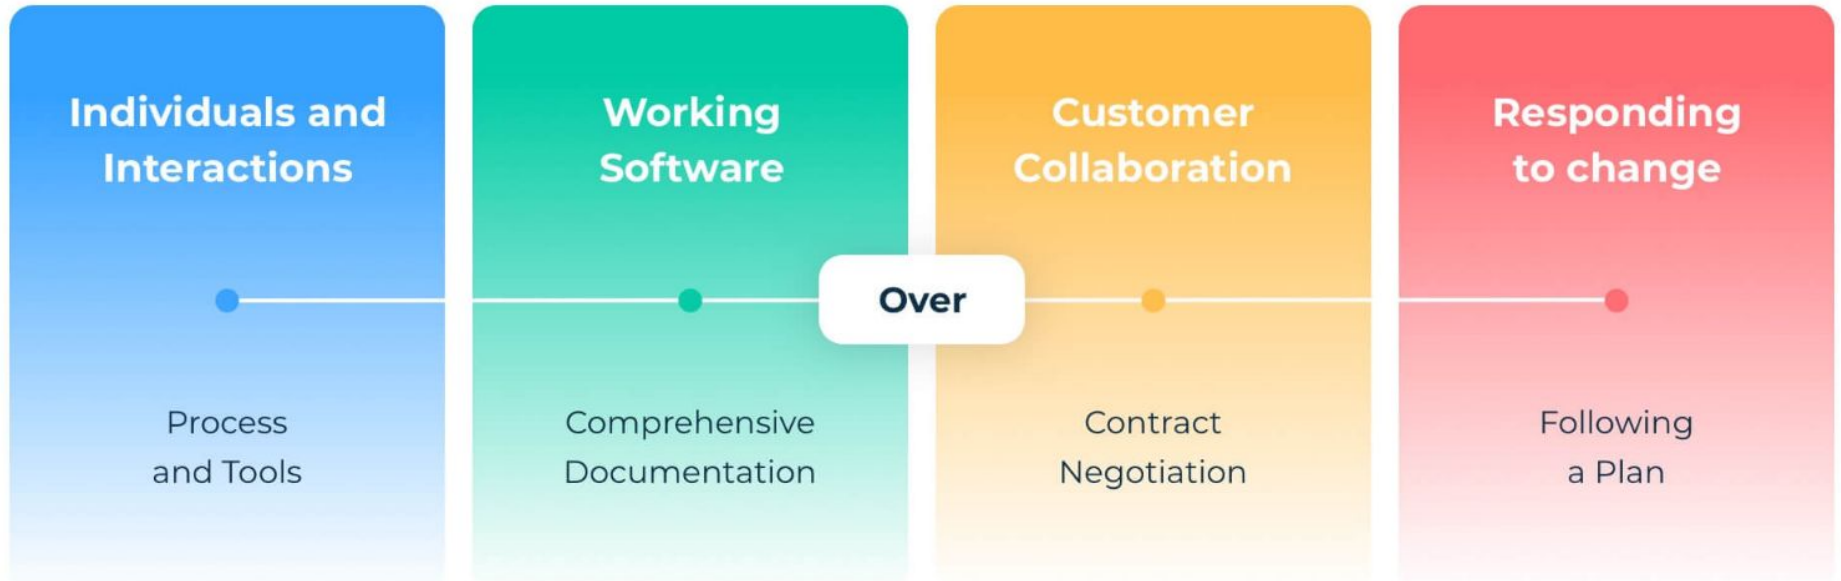 Individuals and
Interactions
Working
Software
Customer
Collaboration
Responding
to change
Over
Process
and Tools
Comprehensive
Documentation
Contract
Negotiation
Following
a Plan